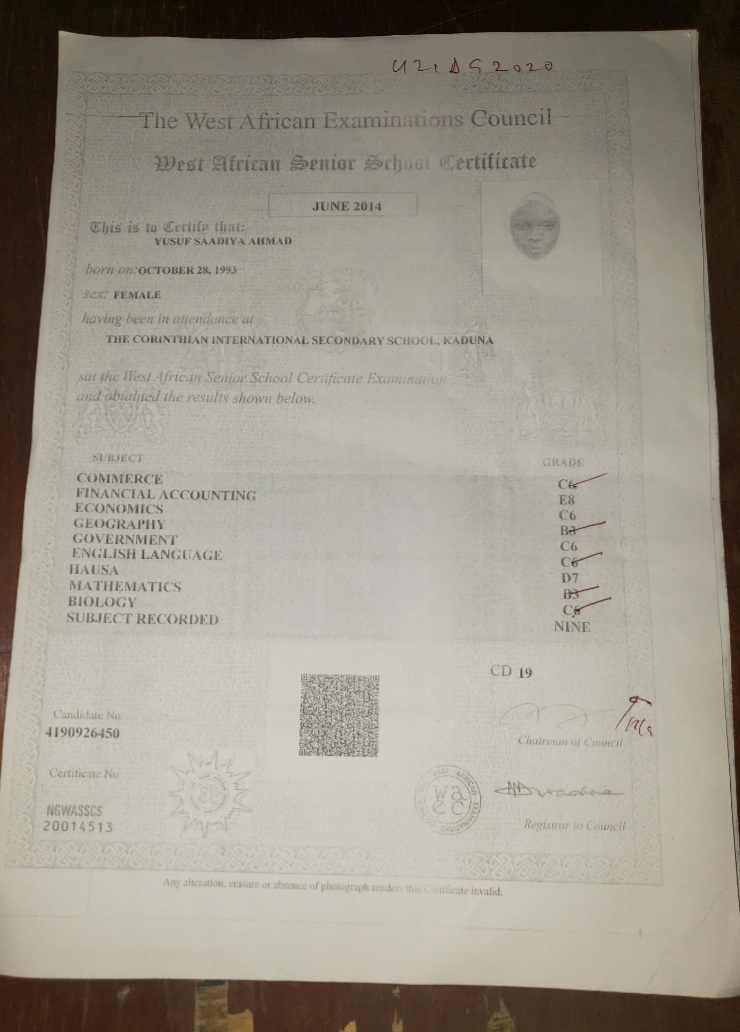 U21AG2020
The West African Examinations Council
West African Senior School Certificate
JUNE 2014
This is to Certify that:
YUSUF SAADIYA AHMAD
born on: OCTOBER 28, 1993
sex: FEMALE
having been in attendance at
THE CORINTHIAN INTERNATIONAL SECONDARY SCHOOL, KADUNA
sat the West African Senior School Certificate Examination
and obtained the results shown below.
SUBJECT GRADE
COMMERCE C6
FINANCIAL ACCOUNTING E8
ECONOMICS C6
GEOGRAPHY B3
GOVERNMENT C6
ENGLISH LANGUAGE C6
HAUSA D7
MATHEMATICS B3
BIOLOGY C6
SUBJECT RECORDED NINE
CD 19
Candidate No.
4190926450
Chairman of Council
Certificate No
NGWASSCS
20014513
Registrar to Council
Any alteration, erasure or absence of photograph renders this Certificate invalid.